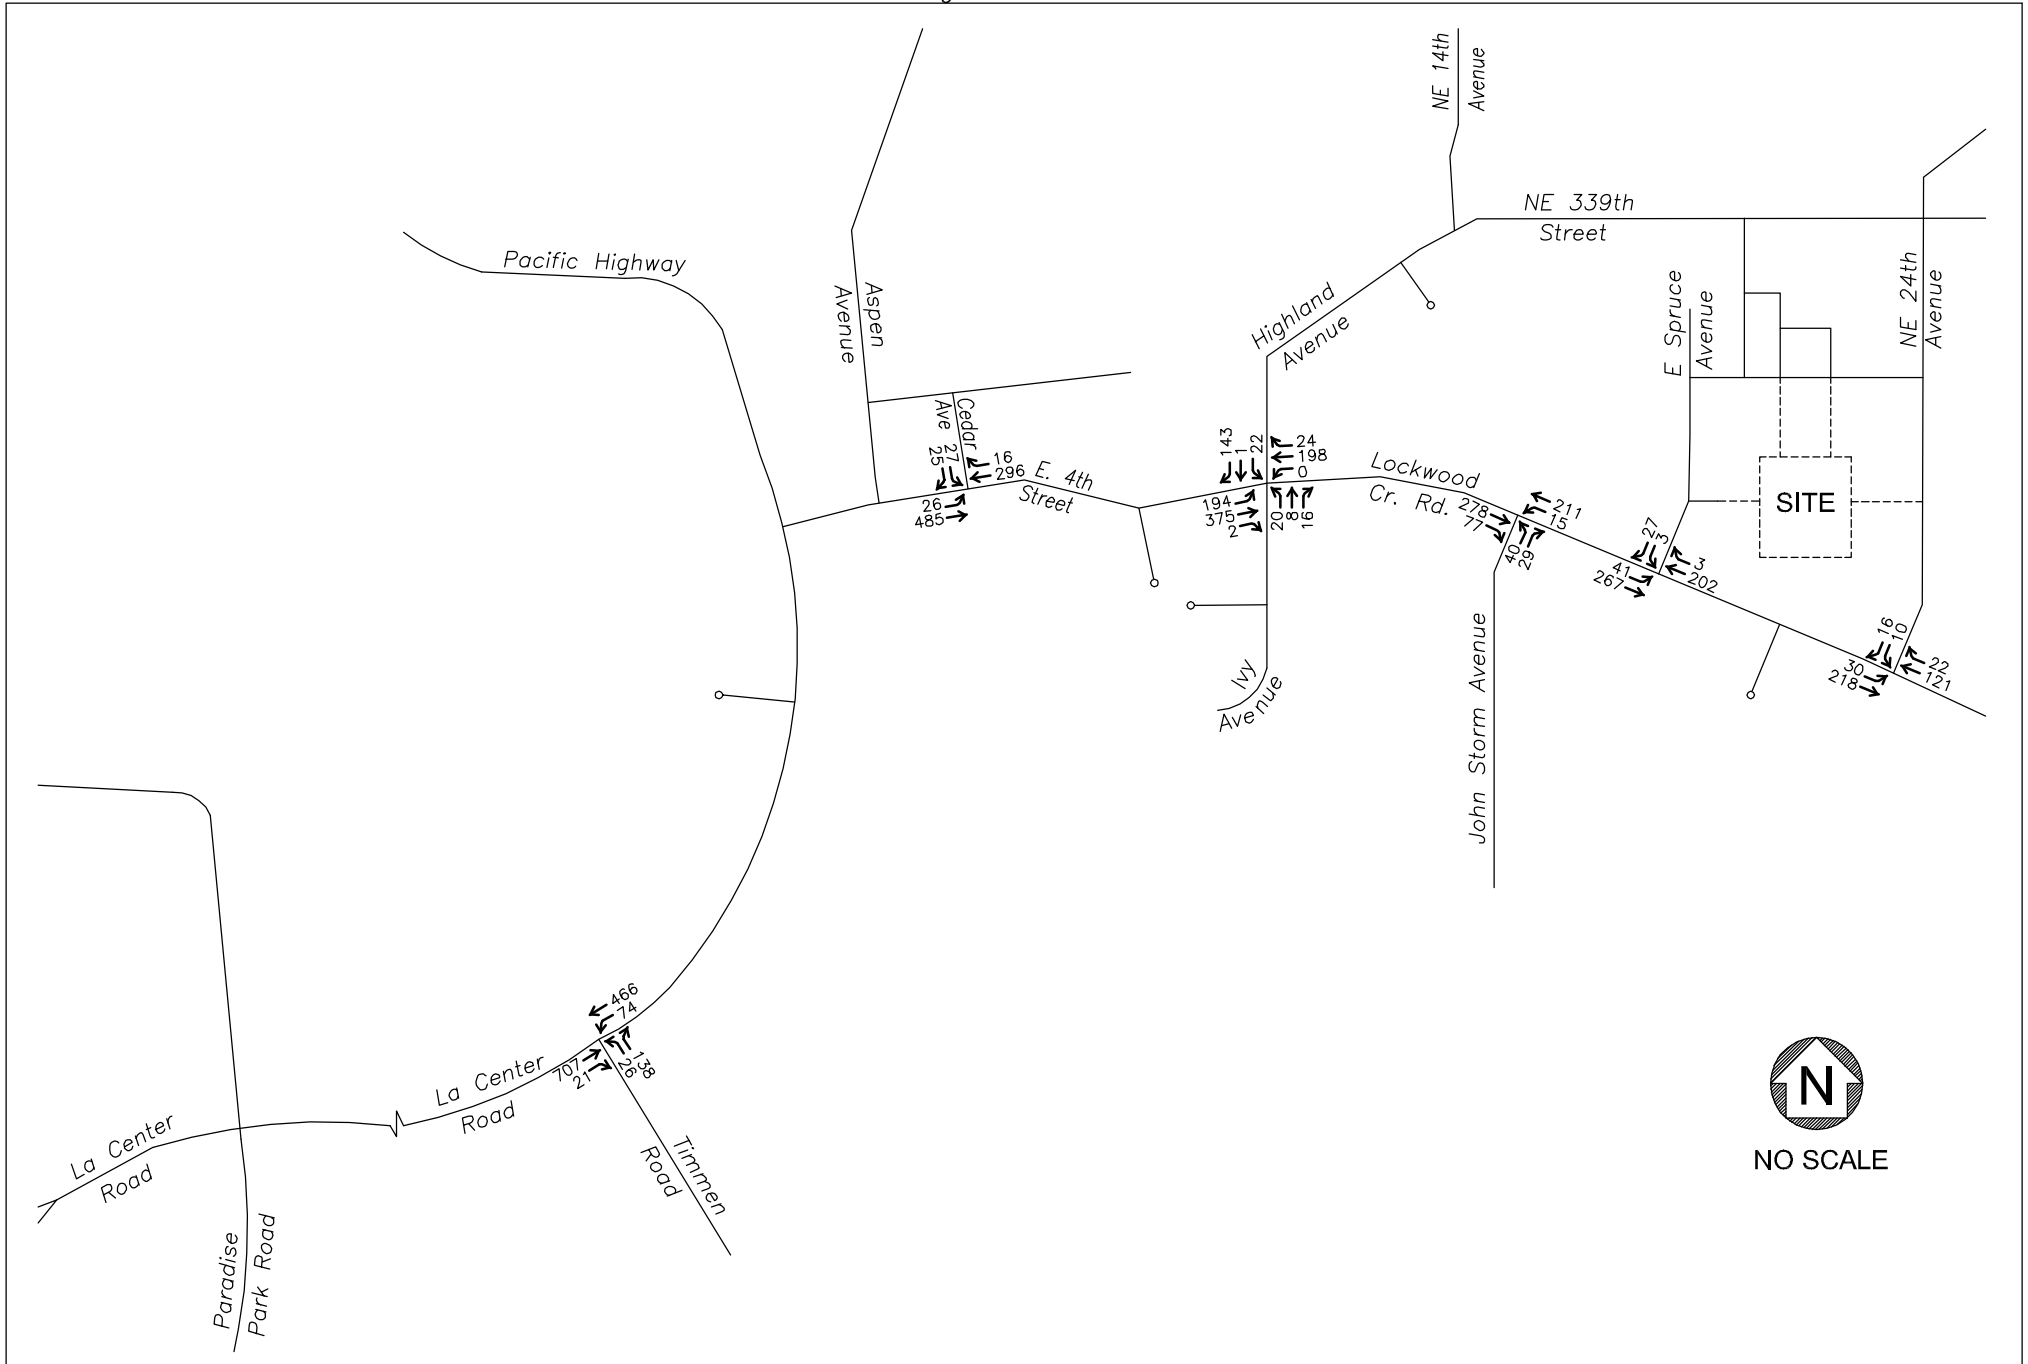 NE 14th
Avenue
NE 339th
Street
Pacific Highway
Aspen
Avenue
Highland
Avenue
E Spruce
Avenue
NE 24th
Avenue
Cedar
Ave
25
27
16
296
26
485
E. 4th
Street
143
1
22
24
198
0
194
375
2
20
8
16
Lockwood
Cr. Rd.
278
77
211
15
40
29
SITE
27
3
3
202
41
267
16
10
22
121
30
218
Ivy
Avenue
John Storm Avenue
466
74
707
21
26
138
La Center
Road
La Center
Road
Timmen
Road
Paradise
Park Road
N
NO SCALE